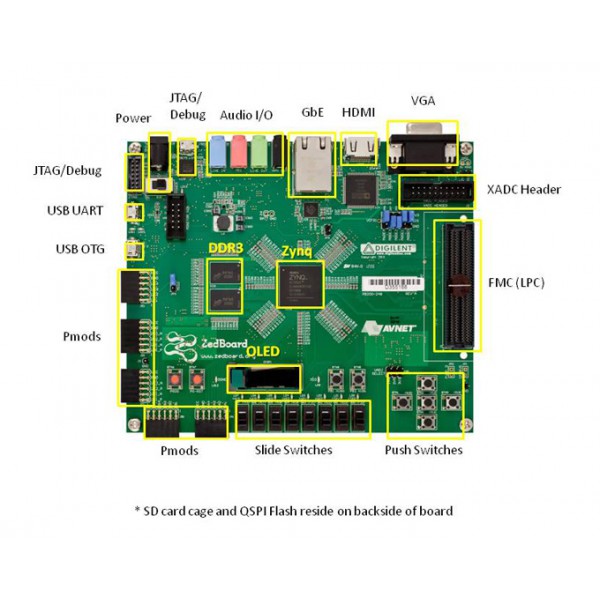 VGA
JTAG/
Debug
GbE
HDMI
Power
Audio I/O
JTAG/Debug
XADC Header
USB UART
DDR3
Zynq
DIGILENT
USB OTG
FMC (LPC)
ZYNQ
Pmods
ZedBoard
www.zedboard.org
AVNET
OLED
Pmods
Slide Switches
Push Switches
* SD card cage and QSPI Flash reside on backside of board